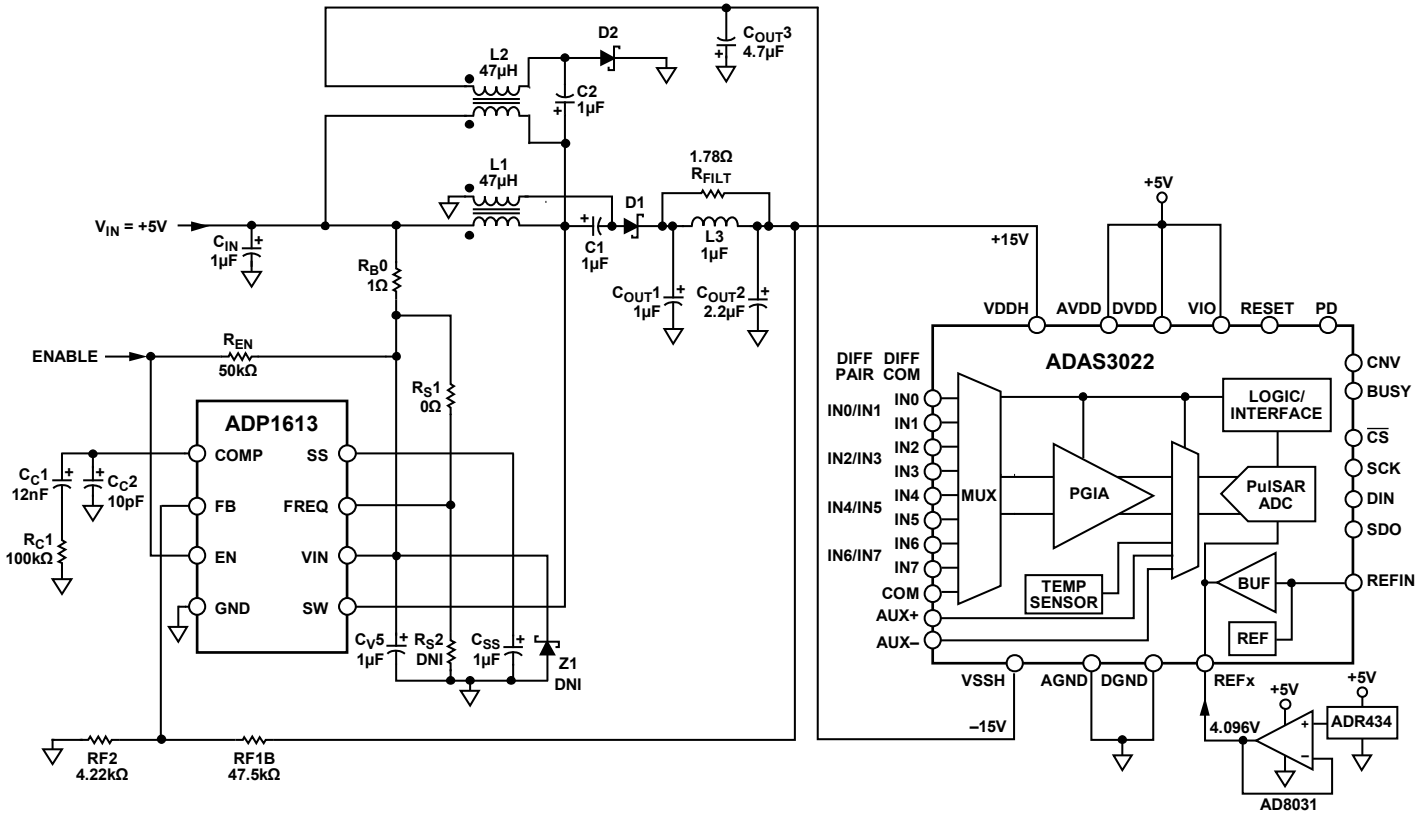 L2
47µH
D2
C2
1µF
COUT3
4.7µF
L1
47µH
1.78Ω
RFILT
VIN = +5V
CIN
1µF
C1
1µF
D1
L3
1µF
+15V
+5V
RB0
1Ω
COUT1
1µF
COUT2
2.2µF
ENABLE
REN
50kΩ
RS1
0Ω
ADP1613
COMP
SS
FB
FREQ
EN
VIN
GND
SW
CC1
12nF
CC2
10pF
RC1
100kΩ
CV5
1µF
RS2
DNI
CSS
1µF
Z1
DNI
RF2
4.22kΩ
RF1B
47.5kΩ
VDDH
AVDD
DVDD
VIO
RESET
PD
ADAS3022
DIFF
PAIR
DIFF
COM
IN0/IN1
IN2/IN3
IN4/IN5
IN6/IN7
IN0
IN1
IN2
IN3
IN4
IN5
IN6
IN7
COM
AUX+
AUX–
MUX
PGIA
LOGIC/
INTERFACE
PulSAR
ADC
TEMP
SENSOR
BUF
REF
CNV
BUSY
CS
SCK
DIN
SDO
REFIN
VSSH
AGND
DGND
REFx
–15V
4.096V
+5V
+5V
ADR434
+
–
AD8031